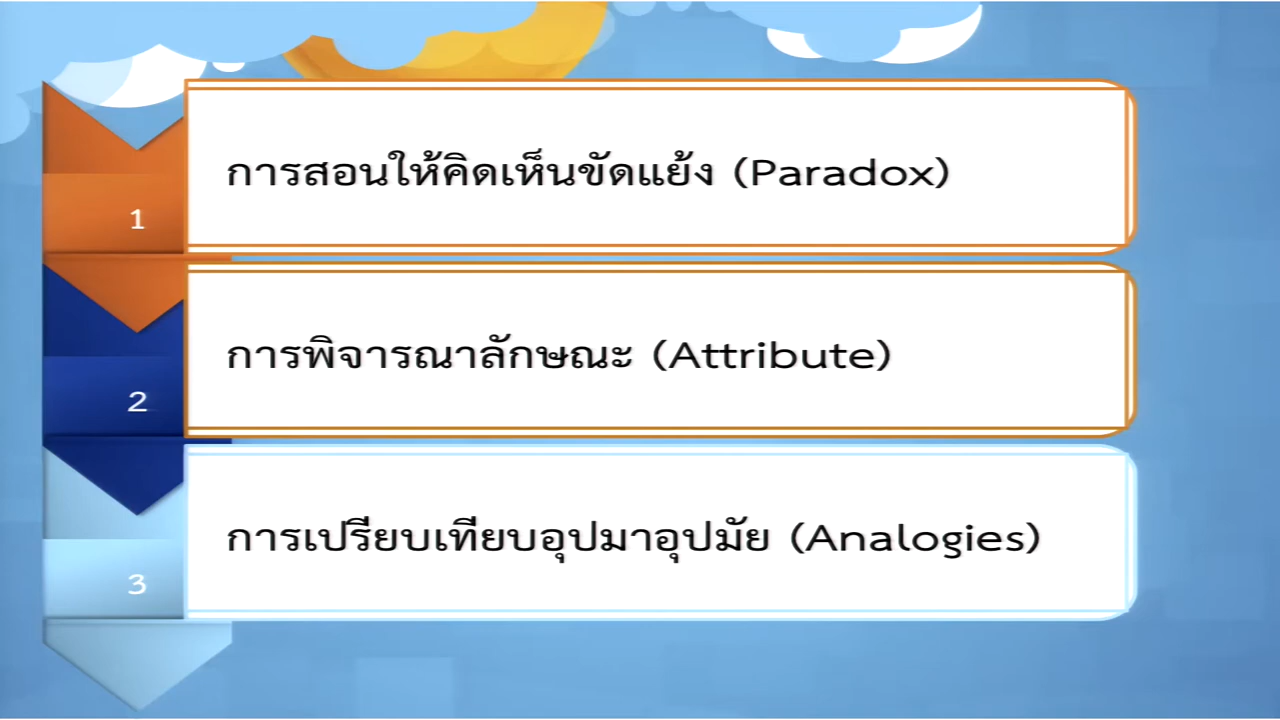 1
การสอนให้คิดเห็นขัดแย้ง (Paradox)
2
การพิจารณาลักษณะ (Attribute)
3
การเปรียบเทียบอุปมาอุปมัย (Analogies)